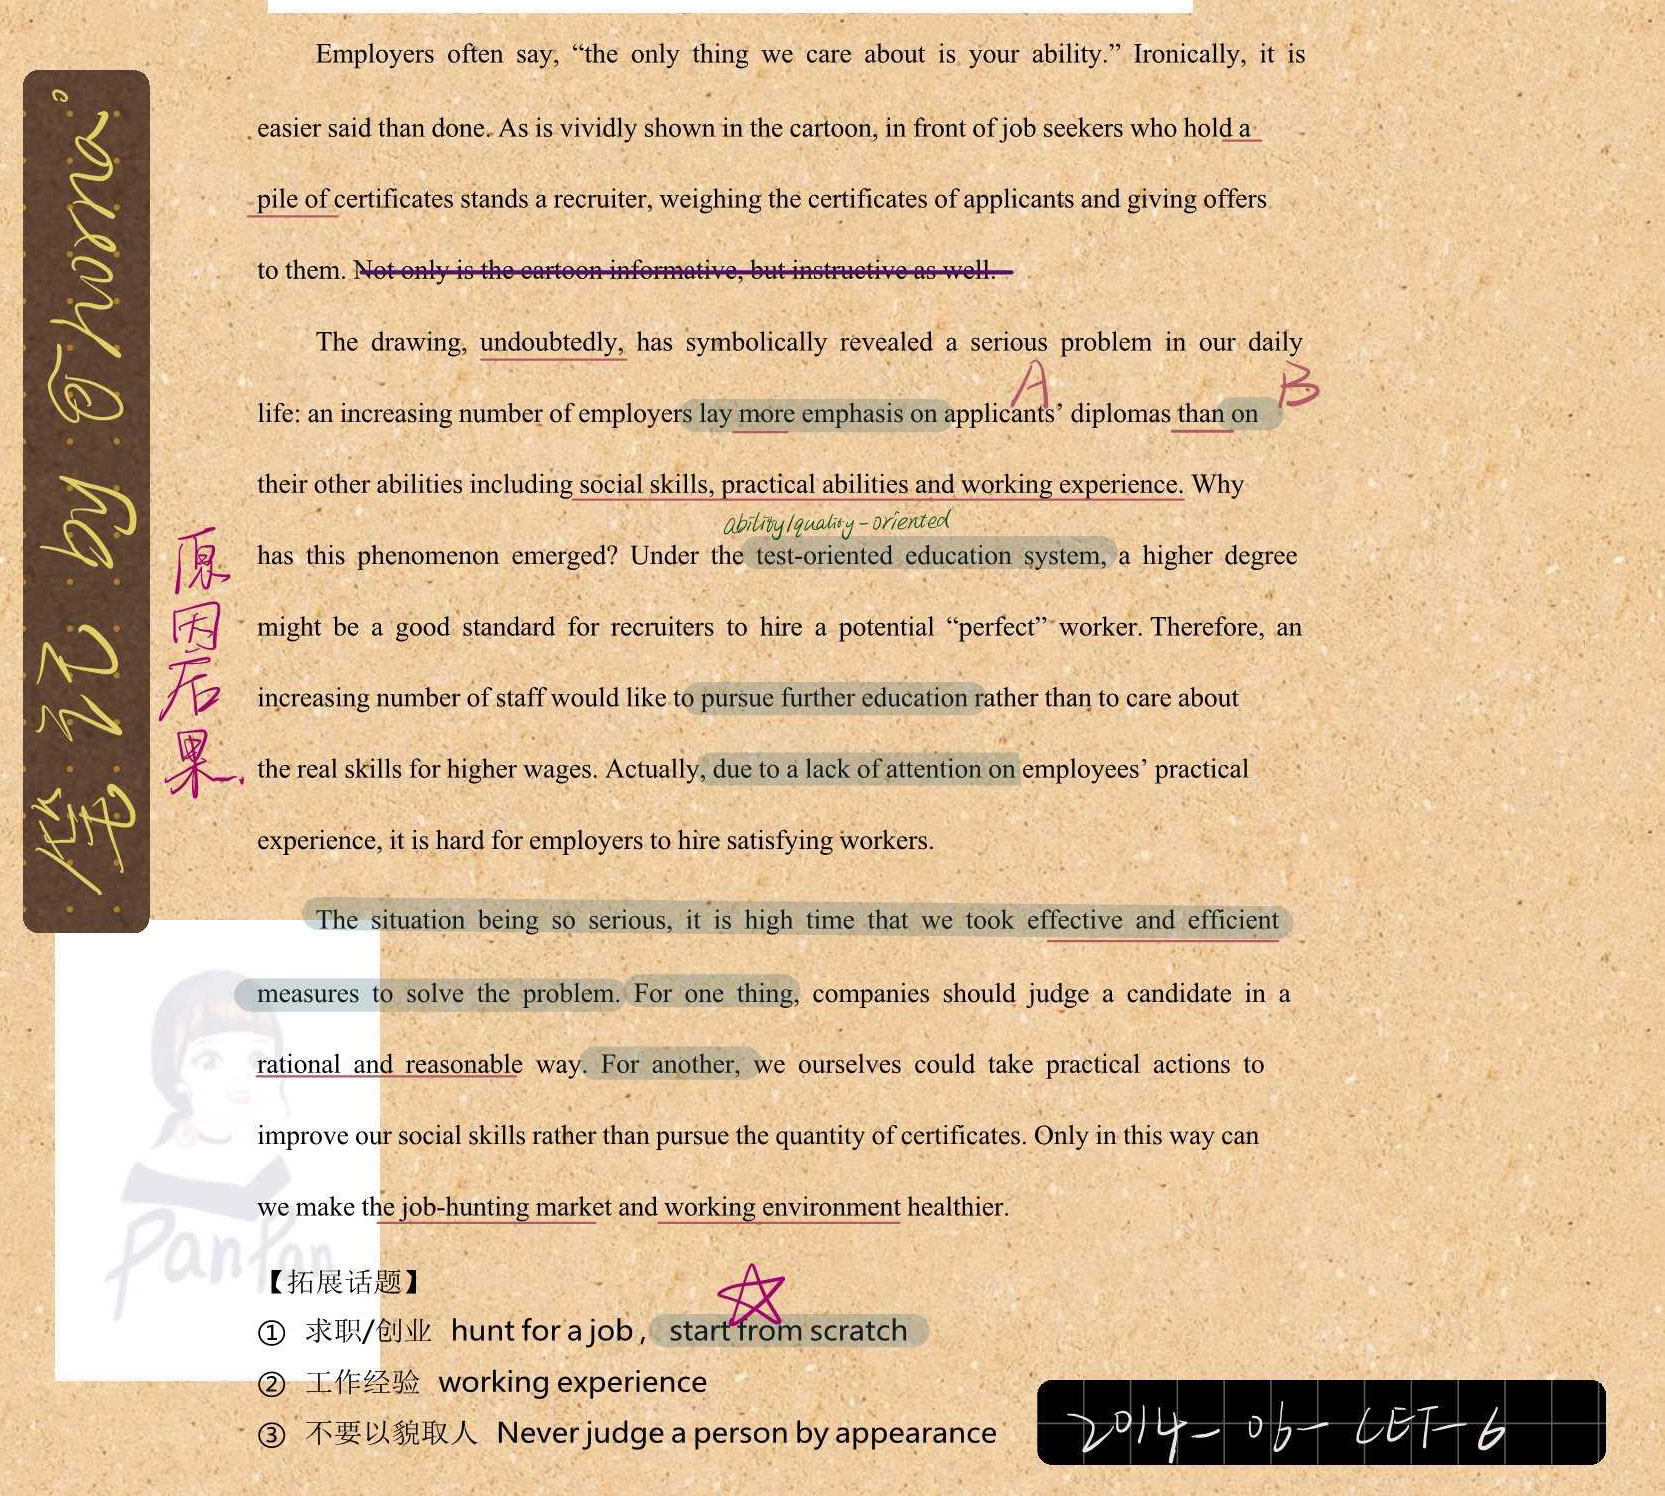 Employers often say, “the only thing we care about is your ability.” Ironically, it is
easier said than done. As is vividly shown in the cartoon, in front of job seekers who hold a
pile of certificates stands a recruiter, weighing the certificates of applicants and giving offers
to them. Not only is the cartoon informative, but instructive as well.
The drawing, undoubtedly, has symbolically revealed a serious problem in our daily
A B
life: an increasing number of employers lay more emphasis on applicants’ diplomas than on
their other abilities including social skills, practical abilities and working experience. Why
ability/quality-oriented
has this phenomenon emerged? Under the test-oriented education system, a higher degree
might be a good standard for recruiters to hire a potential “perfect” worker. Therefore, an
increasing number of staff would like to pursue further education rather than to care about
the real skills for higher wages. Actually, due to a lack of attention on employees’ practical
experience, it is hard for employers to hire satisfying workers.
原因后果
The situation being so serious, it is high time that we took effective and efficient
measures to solve the problem. For one thing, companies should judge a candidate in a
rational and reasonable way. For another, we ourselves could take practical actions to
improve our social skills rather than pursue the quantity of certificates. Only in this way can
we make the job-hunting market and working environment healthier.
【拓展话题】
① 求职/创业 hunt for a job , start from scratch
② 工作经验 working experience
③ 不要以貌取人 Never judge a person by appearance
笔记 by @Thorna
PanPan
2014-06-CET-6